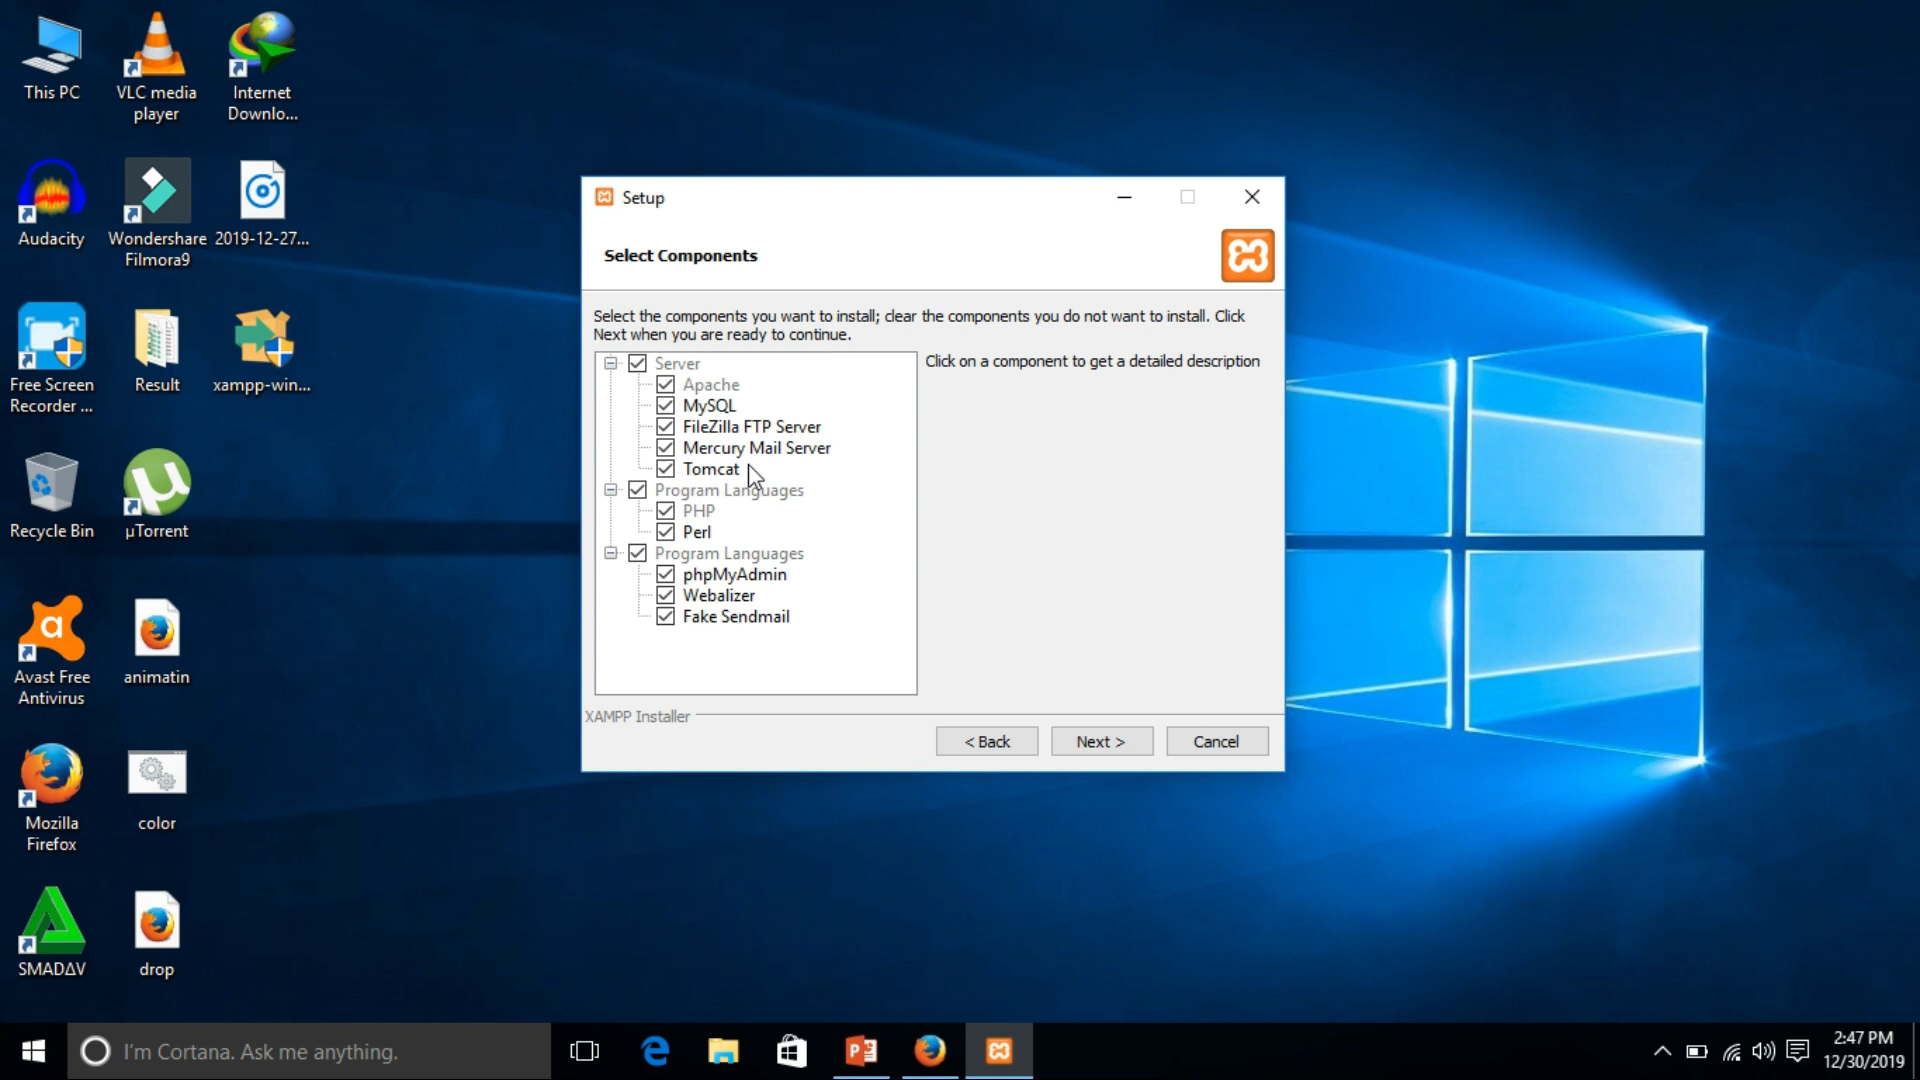 This PC
VLC media
player
Internet
Downlo...
Audacity
Wondershare
Filmora9
2019-12-27...
Free Screen
Recorder ...
Result
xampp-win...
Recycle Bin
µTorrent
Avast Free
Antivirus
animatin
Mozilla
Firefox
color
SMADΔV
drop
Setup
Select Components
Select the components you want to install; clear the components you do not want to install. Click
Next when you are ready to continue.
Server
Apache
MySQL
FileZilla FTP Server
Mercury Mail Server
Tomcat
Program Languages
PHP
Perl
Program Languages
phpMyAdmin
Webalizer
Fake Sendmail
Click on a component to get a detailed description
XAMPP Installer
< Back
Next >
Cancel
I'm Cortana. Ask me anything.
2:47 PM
12/30/2019